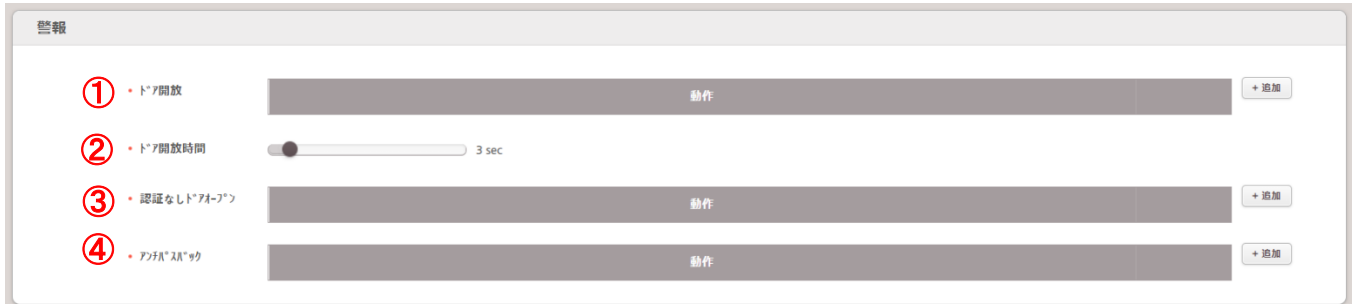 警報
① • ﾄﾞｱ開放 動作 + 追加
② • ﾄﾞｱ開放時間 3 sec
③ • 認証なしﾄﾞｱｵｰﾌﾟﾝ 動作 + 追加
④ • ｱﾝﾁﾊﾟｽﾊﾞｯｸ 動作 + 追加